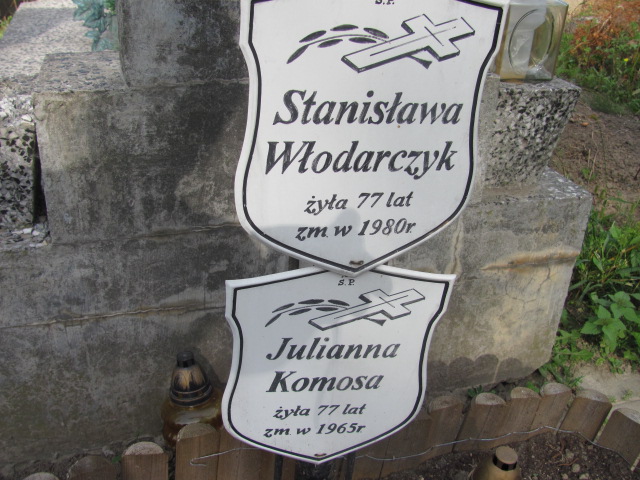 Ś.P.
Stanisława
Włodarczyk
żyła 77 lat
zm. w 1980r.
Ś.P.
Julianna
Komosa
żyła 77 lat
zm. w 1965r